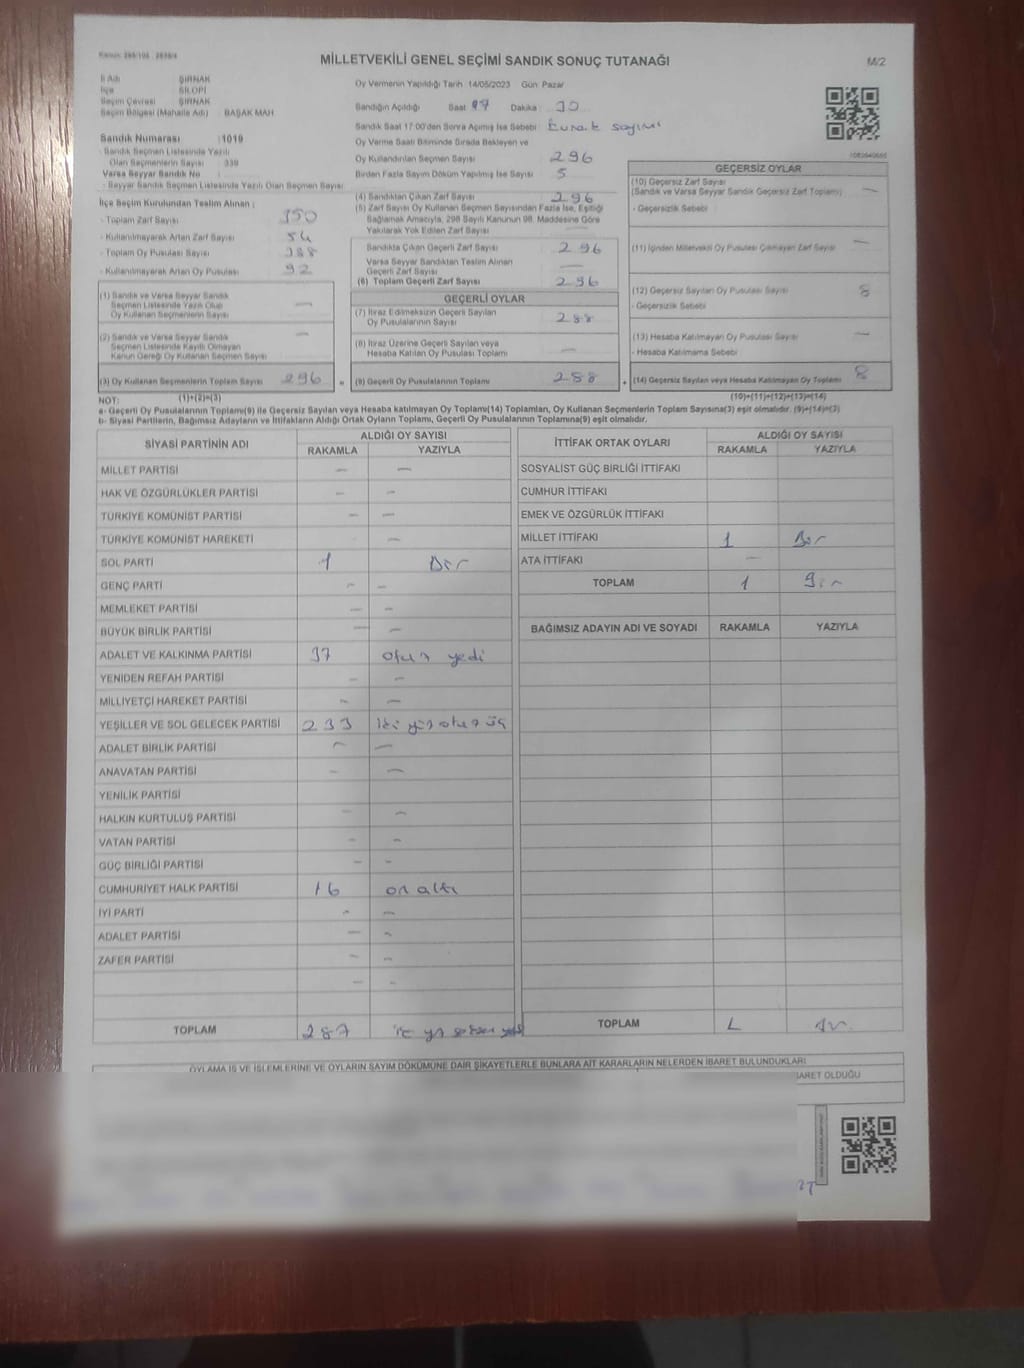 MİLLETVEKİLİ GENEL SEÇİMİ SANDIK SONUÇ TUTANAĞI
M/2
İl Adı : ŞIRNAK
İlçe : SİLOPİ
Seçim Çevresi : ŞIRNAK
Seçim Bölgesi (Mahalle Adı) : BAŞAK MAH
Sandık Numarası : 1019
- Sandık Seçmen Listesinde Yazılı
Olan Seçmenlerin Sayısı : 339
Varsa Seyyar Sandık No :
- Seyyar Sandık Seçmen Listesinde Yazılı Olan Seçmen Sayısı:
İlçe Seçim Kurulundan Teslim Alınan :
- Toplam Zarf Sayısı 350
- Kullanılmayarak Artan Zarf Sayısı 54
- Toplam Oy Pusulası Sayısı 388
- Kullanılmayarak Artan Oy Pusulası 92
(1) Sandık ve Varsa Seyyar Sandık
Seçmen Listesinde Yazılı Olup
Oy Kullanan Seçmenlerin Sayısı —
(2) Sandık ve Varsa Seyyar Sandık
Seçmen Listesinde Kayıtlı Olmayan
Kanun Gereği Oy Kullanan Seçmen Sayısı —
(3) Oy Kullanan Seçmenlerin Toplam Sayısı 296
(1)+(2)=(3)
Oy Vermenin Yapıldığı Tarih 14/05/2023 Gün: Pazar
Sandığın Açıldığı Saat 17 Dakika : 30
Sandık Saat 17:00'den Sonra Açılmış İse Sebebi : Evrak sayımı
Oy Verme Saati Bitiminde Sırada Bekleyen ve
Oy Kullandırılan Seçmen Sayısı : 296
Birden Fazla Sayım Döküm Yapılmış İse Sayısı : 5
(4) Sandıktan Çıkan Zarf Sayısı : 296
(5) Zarf Sayısı Oy Kullanan Seçmen Sayısından Fazla İse, Eşitliği
Sağlamak Amacıyla, 298 Sayılı Kanunun 98. Maddesine Göre
Yakılarak Yok Edilen Zarf Sayısı : —
Sandıkta Çıkan Geçerli Zarf Sayısı : 296
Varsa Seyyar Sandıktan Teslim Alınan
Geçerli Zarf Sayısı : —
(6) Toplam Geçerli Zarf Sayısı : 296
GEÇERLİ OYLAR
(7) İtiraz Edilmeksizin Geçerli Sayılan
Oy Pusulalarının Sayısı : 288
(8) İtiraz Üzerine Geçerli Sayılan veya
Hesaba Katılan Oy Pusulası Toplamı : —
(9) Geçerli Oy Pusulalarının Toplamı : 288
GEÇERSİZ OYLAR
(10) Geçersiz Zarf Sayısı
(Sandık ve Varsa Seyyar Sandık Geçersiz Zarf Toplamı) : —
- Geçersizlik Sebebi :
(11) İçinden Milletvekili Oy Pusulası Çıkmayan Zarf Sayısı : —
(12) Geçersiz Sayılan Oy Pusulası Sayısı : 8
- Geçersizlik Sebebi :
(13) Hesaba Katılmayan Oy Pusulası Sayısı : —
- Hesaba Katılmama Sebebi :
(14) Geçersiz Sayılan veya Hesaba Katılmayan Oy Toplamı : 8
(10)+(11)+(12)+(13)=(14)
NOT:
a- Geçerli Oy Pusulalarının Toplamı(9) ile Geçersiz Sayılan veya Hesaba katılmayan Oy Toplamı(14) Toplamları, Oy Kullanan Seçmenlerin Toplam Sayısına(3) eşit olmalıdır. (9)+(14)=(3)
b- Siyasi Partilerin, Bağımsız Adayların ve İttifakların Aldığı Ortak Oyların Toplamı, Geçerli Oy Pusulalarının Toplamına(9) eşit olmalıdır.
SİYASİ PARTİNİN ADI ALDIĞI OY SAYISI
RAKAMLA YAZIYLA
MİLLET PARTİSİ — —
HAK VE ÖZGÜRLÜKLER PARTİSİ — —
TÜRKİYE KOMÜNİST PARTİSİ — —
TÜRKİYE KOMÜNİST HAREKETİ —
SOL PARTİ 1 Bir
GENÇ PARTİ — —
MEMLEKET PARTİSİ — —
BÜYÜK BİRLİK PARTİSİ — —
ADALET VE KALKINMA PARTİSİ 37 otuz yedi
YENİDEN REFAH PARTİSİ — —
MİLLİYETÇİ HAREKET PARTİSİ — —
YEŞİLLER VE SOL GELECEK PARTİSİ 233 iki yüz otuz üç
ADALET BİRLİK PARTİSİ — —
ANAVATAN PARTİSİ — —
YENİLİK PARTİSİ
HALKIN KURTULUŞ PARTİSİ — —
VATAN PARTİSİ — —
GÜÇ BİRLİĞİ PARTİSİ — —
CUMHURİYET HALK PARTİSİ 16 on altı
İYİ PARTİ — —
ADALET PARTİSİ — —
ZAFER PARTİSİ — —
— —
TOPLAM 287
İTTİFAK ORTAK OYLARI ALDIĞI OY SAYISI
RAKAMLA YAZIYLA
SOSYALİST GÜÇ BİRLİĞİ İTTİFAKI
CUMHUR İTTİFAKI
EMEK VE ÖZGÜRLÜK İTTİFAKI
MİLLET İTTİFAKI 1 Bir
ATA İTTİFAKI —
TOPLAM 1 Bir
BAĞIMSIZ ADAYIN ADI VE SOYADI RAKAMLA YAZIYLA
TOPLAM
OYLAMA İŞ VE İŞLEMLERİNE VE OYLARIN SAYIM DÖKÜMÜNE DAİR ŞİKAYETLERLE BUNLARA AİT KARARLARIN NELERDEN İBARET BULUNDUKLARI
BARET OLDUĞU